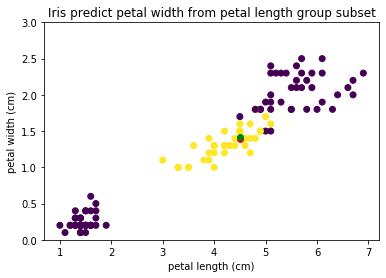 Iris predict petal width from petal length group subset
3.0
2.5
2.0
1.5
1.0
0.5
0.0
petal width (cm)
1 2 3 4 5 6 7
petal length (cm)